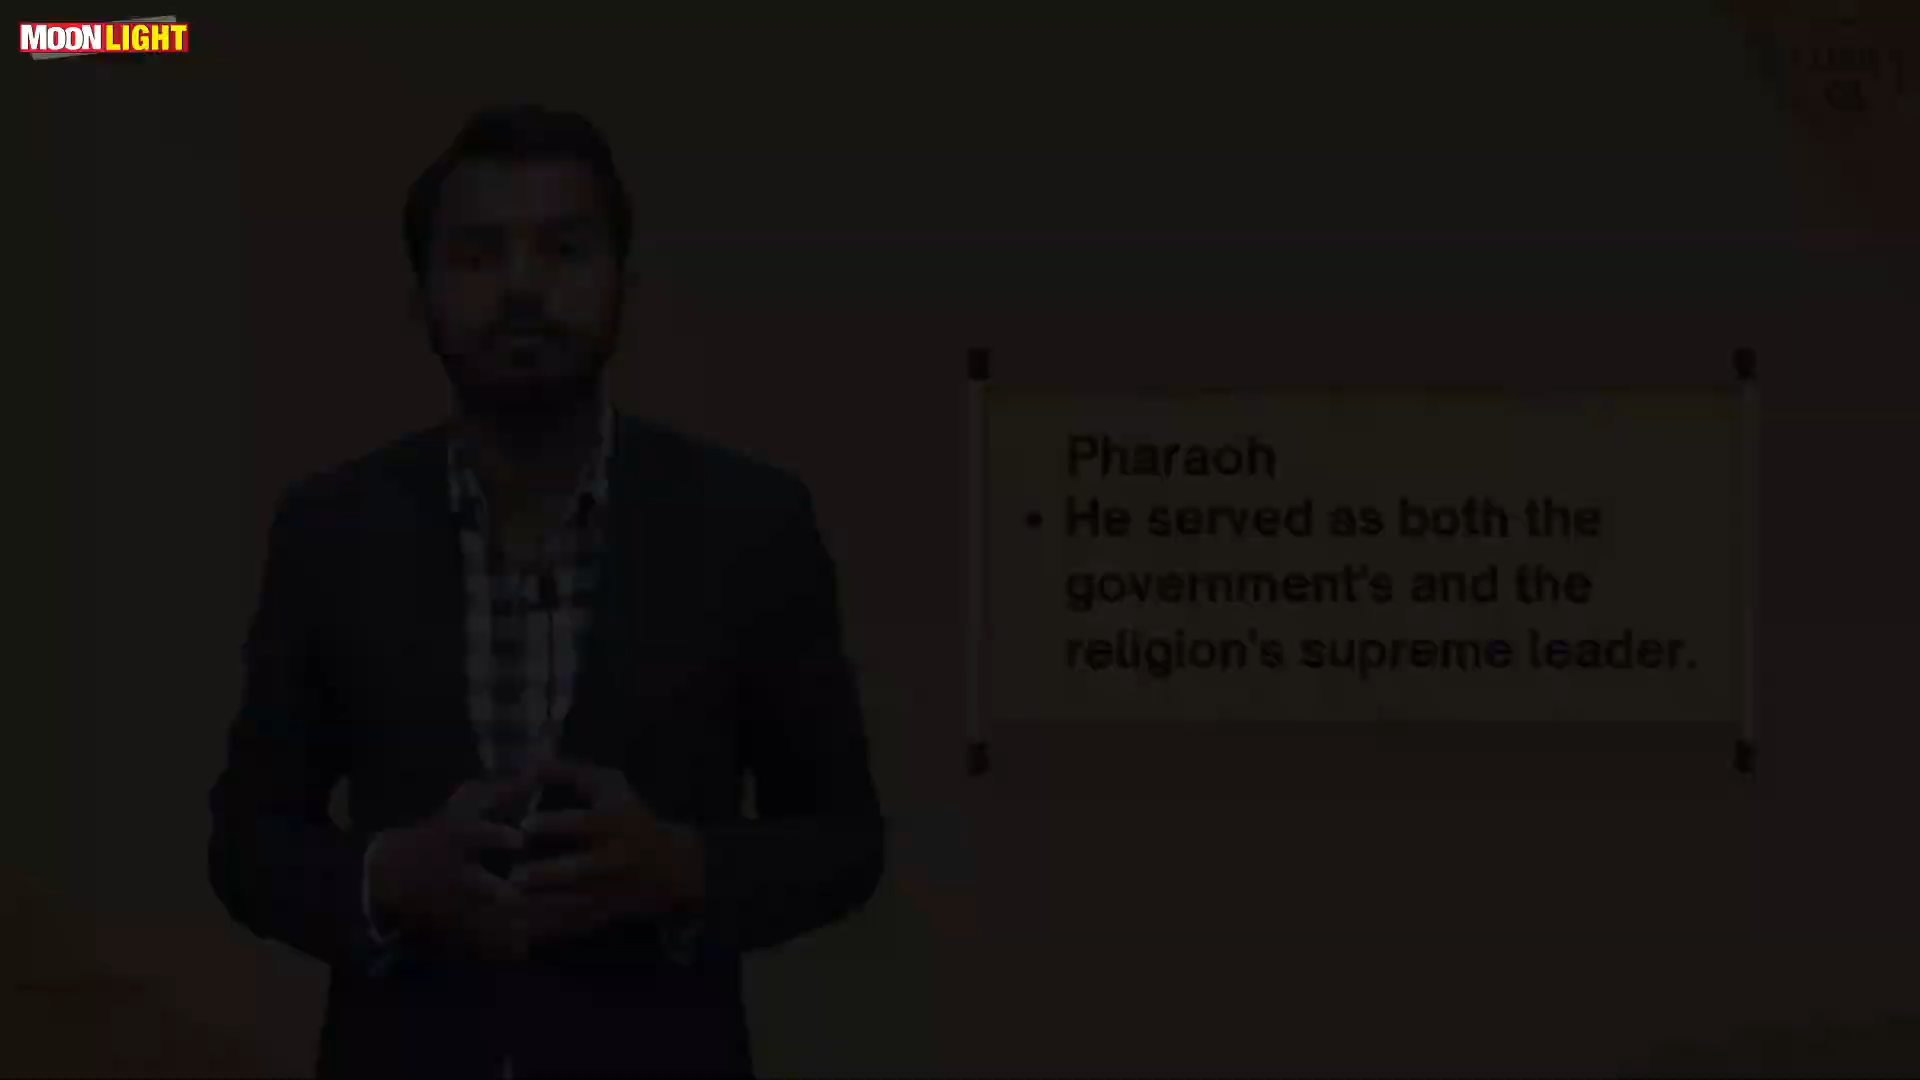 MOONLIGHT
Pharaoh
• He served as both the
government's and the
religion's supreme leader.